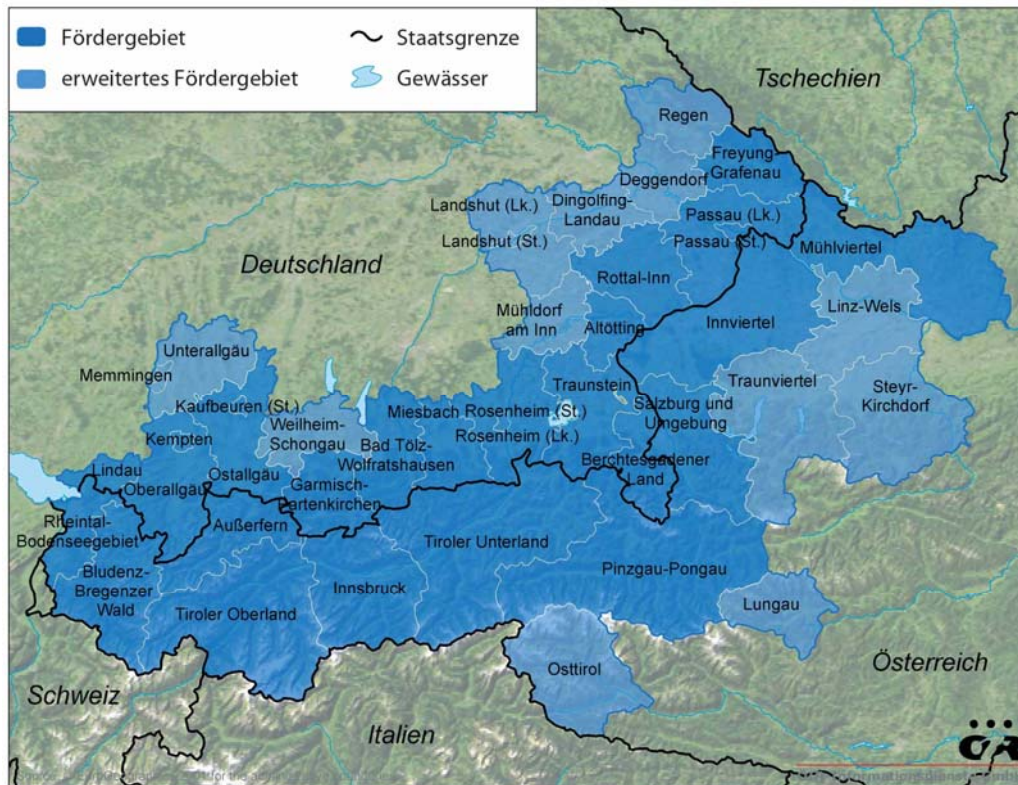 Fördergebiet
erweitertes Fördergebiet
Staatsgrenze
Gewässer
Tschechien
Regen
Freyung-
Grafenau
Deggendorf
Landshut (Lk.)
Dingolfing-
Landau
Passau (Lk.)
Landshut (St.)
Passau (St.)
Mühlviertel
Deutschland
Rottal-Inn
Linz-Wels
Mühldorf
am Inn
Altötting
Innviertel
Unterallgäu
Memmingen
Traunstein
Traunviertel
Steyr-
Kirchdorf
Kaufbeuren (St.)
Miesbach
Rosenheim (St.)
Salzburg und
Umgebung
Weilheim-
Schongau
Kempten
Bad Tölz-
Wolfratshausen
Rosenheim (Lk.)
Lindau
Ostallgäu
Berchtesgadener
Land
Oberallgäu
Garmisch-
Partenkirchen
Rheintal-
Bodenseegebiet
Außerfern
Tiroler Unterland
Bludenz-
Bregenzer
Wald
Innsbruck
Pinzgau-Pongau
Tiroler Oberland
Lungau
Osttirol
Österreich
Schweiz
Italien